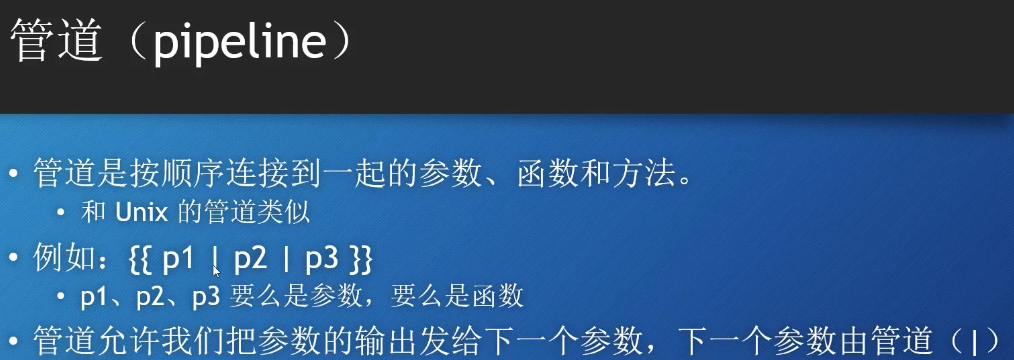 管道（pipeline）
• 管道是按顺序连接到一起的参数、函数和方法。
• 和 Unix 的管道类似
• 例如：{{ p1 | p2 | p3 }}
• p1、p2、p3 要么是参数，要么是函数
• 管道允许我们把参数的输出发给下一个参数，下一个参数由管道（|）